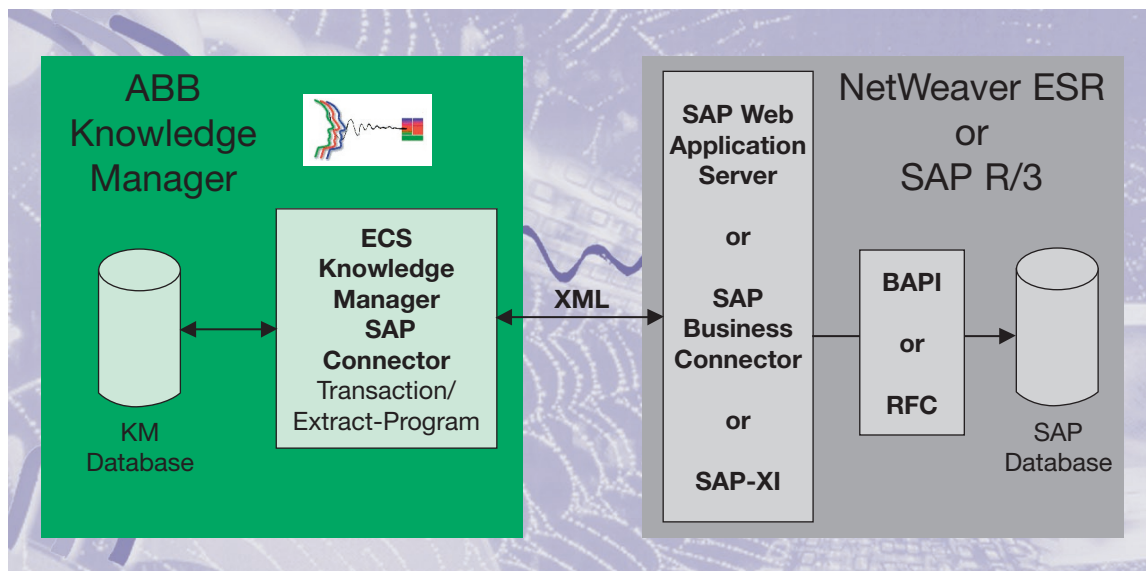 ABB
Knowledge
Manager
ECS
Knowledge
Manager
SAP
Connector
Transaction/
Extract-Program
KM
Database
XML
SAP Web
Application
Server
or
SAP
Business
Connector
or
SAP-XI
NetWeaver ESR
or
SAP R/3
BAPI
or
RFC
SAP
Database